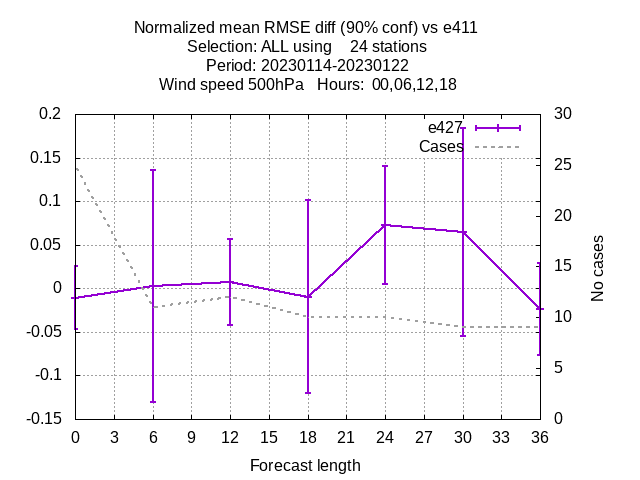 Normalized mean RMSE diff (90% conf) vs e411
Selection: ALL using    24 stations
Period: 20230114-20230122
Wind speed 500hPa   Hours:  00,06,12,18
e427
Cases
0.2
0.15
0.1
0.05
0
-0.05
-0.1
-0.15
30
25
20
15
10
5
0
No cases
0 3 6 9 12 15 18 21 24 27 30 33 36
Forecast length